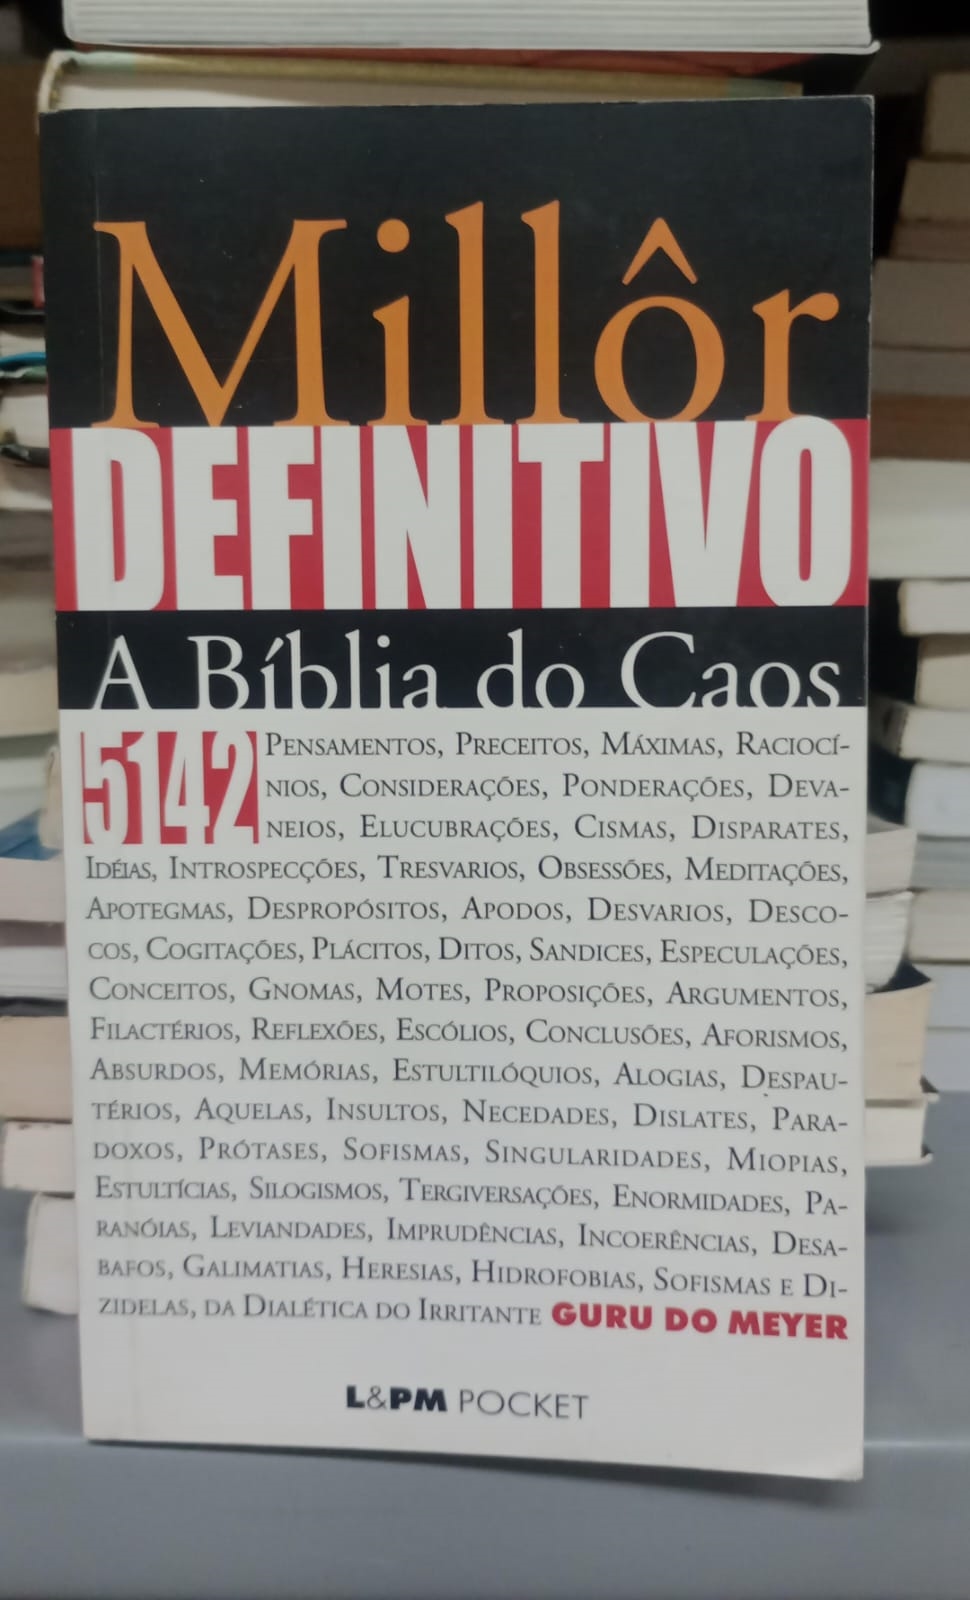 Millôr
DEFINITIVO
A Bíblia do Caos
5142 Pensamentos, Preceitos, Máximas, Raciocí-
nios, Considerações, Ponderações, Deva-
neios, Elucubrações, Cismas, Disparates,
Idéias, Introspecções, Tresvarios, Obsessões, Meditações,
Apotegmas, Despropósitos, Apodos, Desvarios, Desco-
cos, Cogitações, Plácitos, Ditos, Sandices, Especulações,
Conceitos, Gnomas, Motes, Proposições, Argumentos,
Filactérios, Reflexões, Escólios, Conclusões, Aforismos,
Absurdos, Memórias, Estultilóquios, Alogias, Despau-
térios, Aquelas, Insultos, Necedades, Dislates, Para-
doxos, Prótases, Sofismas, Singularidades, Miopias,
Estultícias, Silogismos, Tergiversações, Enormidades, Pa-
ranóias, Leviandades, Imprudências, Incoerências, Desa-
bafos, Galimatias, Heresias, Hidrofobias, Sofismas e Di-
zidelas, da Dialética do Irritante GURU DO MEYER
L&PM POCKET